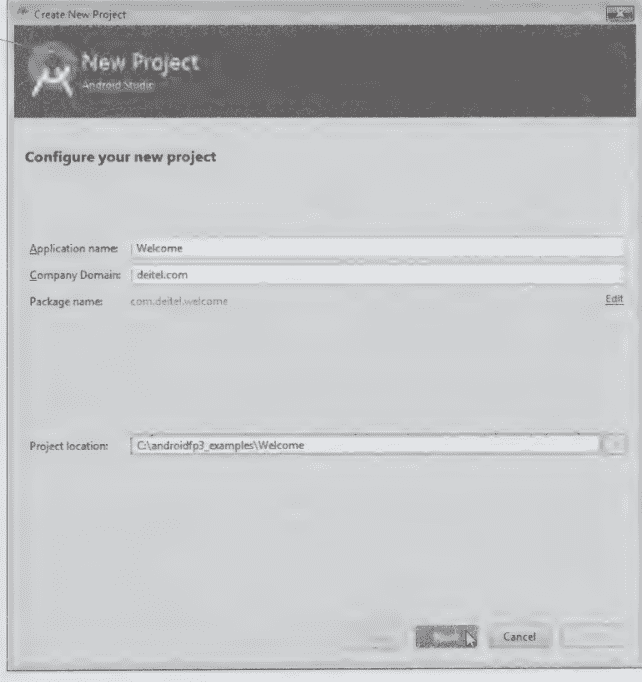 Create New Project
New Project
Android Studio
Configure your new project
Application name: Welcome
Company Domain: deitel.com
Package name: com.deitel.welcome Edit
Project location: C:\androidfp3_examples\Welcome
Cancel